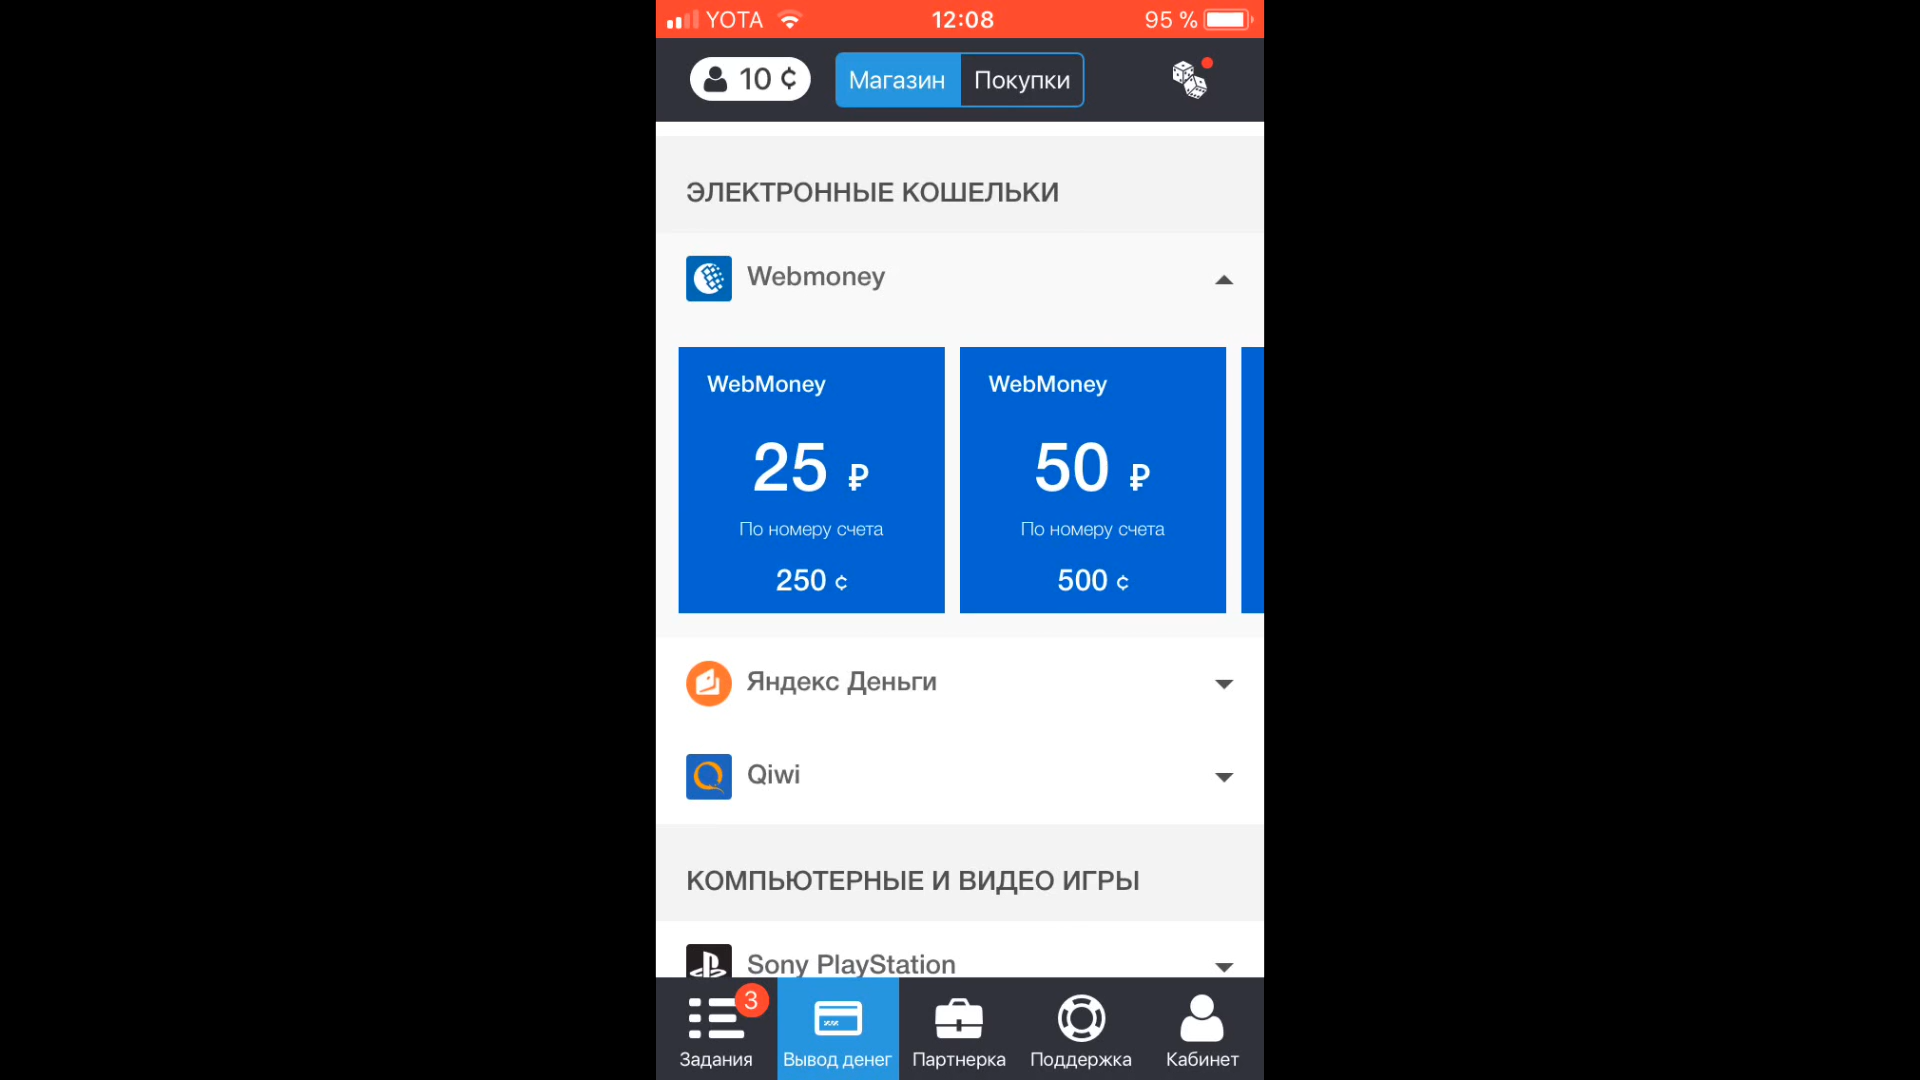 YOTA 12:08 95 %
10 ¢ Магазин Покупки
ЭЛЕКТРОННЫЕ КОШЕЛЬКИ
Webmoney
WebMoney WebMoney
25 ₽ 50 ₽
По номеру счета По номеру счета
250 ¢ 500 ¢
Яндекс Деньги
Qiwi
КОМПЬЮТЕРНЫЕ И ВИДЕО ИГРЫ
Sony PlayStation
3
Задания Вывод денег Партнерка Поддержка Кабинет